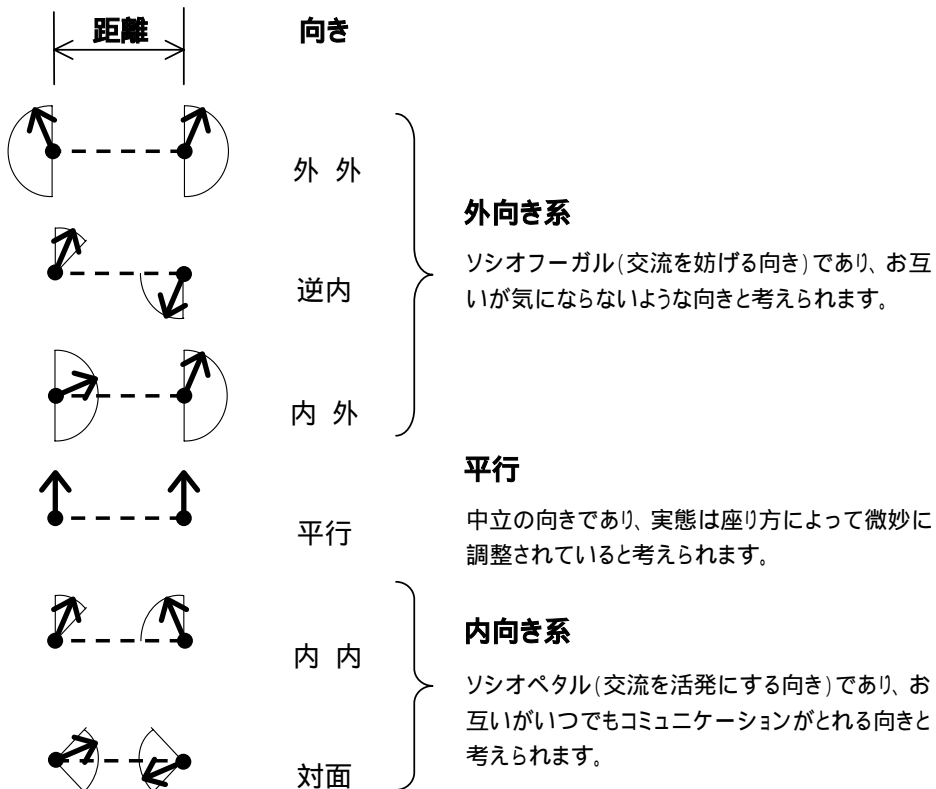 距離
向き
外 外
逆内
内 外
平行
内 内
対面
外向き系
ソシオフーガル(交流を妨げる向き)であり、お互
いが気にならないような向きと考えられます。
平行
中立の向きであり、実態は座り方によって微妙に
調整されていると考えられます。
内向き系
ソシオペタル(交流を活発にする向き)であり、お
互いがいつでもコミュニケーションがとれる向きと
考えられます。